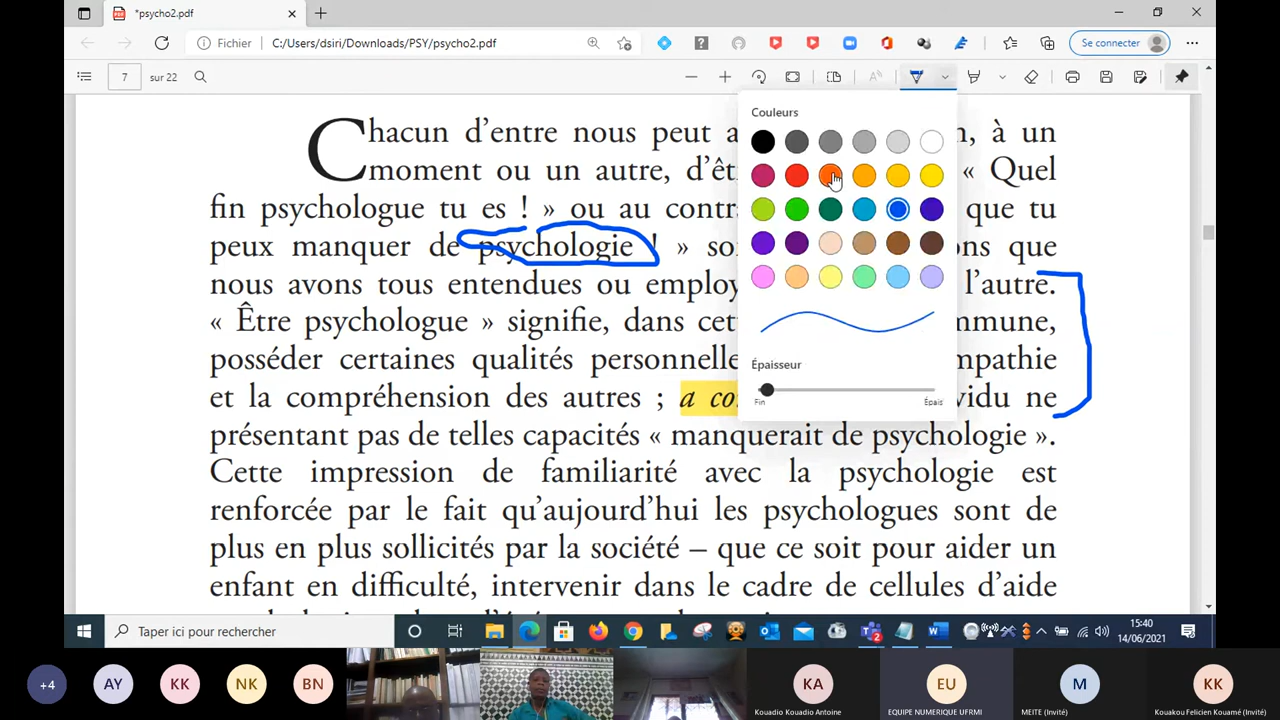 *psycho2.pdf
Fichier C:/Users/dsiri/Downloads/PSY/psycho2.pdf Se connecter
7 sur 22
Couleurs
Épaisseur
Fin Épais
Chacun d'entre nous peut a n, à un
moment ou un autre, d'êt « Quel
fin psychologue tu es ! » ou au contr que tu
peux manquer de psychologie ! » so ons que
nous avons tous entendues ou employ l'autre.
« Être psychologue » signifie, dans cet mmune,
posséder certaines qualités personnelle mpathie
et la compréhension des autres ; a co vidu ne
présentant pas de telles capacités « manquerait de psychologie ».
Cette impression de familiarité avec la psychologie est
renforcée par le fait qu'aujourd'hui les psychologues sont de
plus en plus sollicités par la société – que ce soit pour aider un
enfant en difficulté, intervenir dans le cadre de cellules d'aide
Taper ici pour rechercher
15:40
14/06/2021
+4 AY KK NK BN KA EU M KK
Kouadio Kouadio Antoine EQUIPE NUMERIQUE UFRMI MEITE (Invité) Kouakou Felicien Kouamé (Invité)